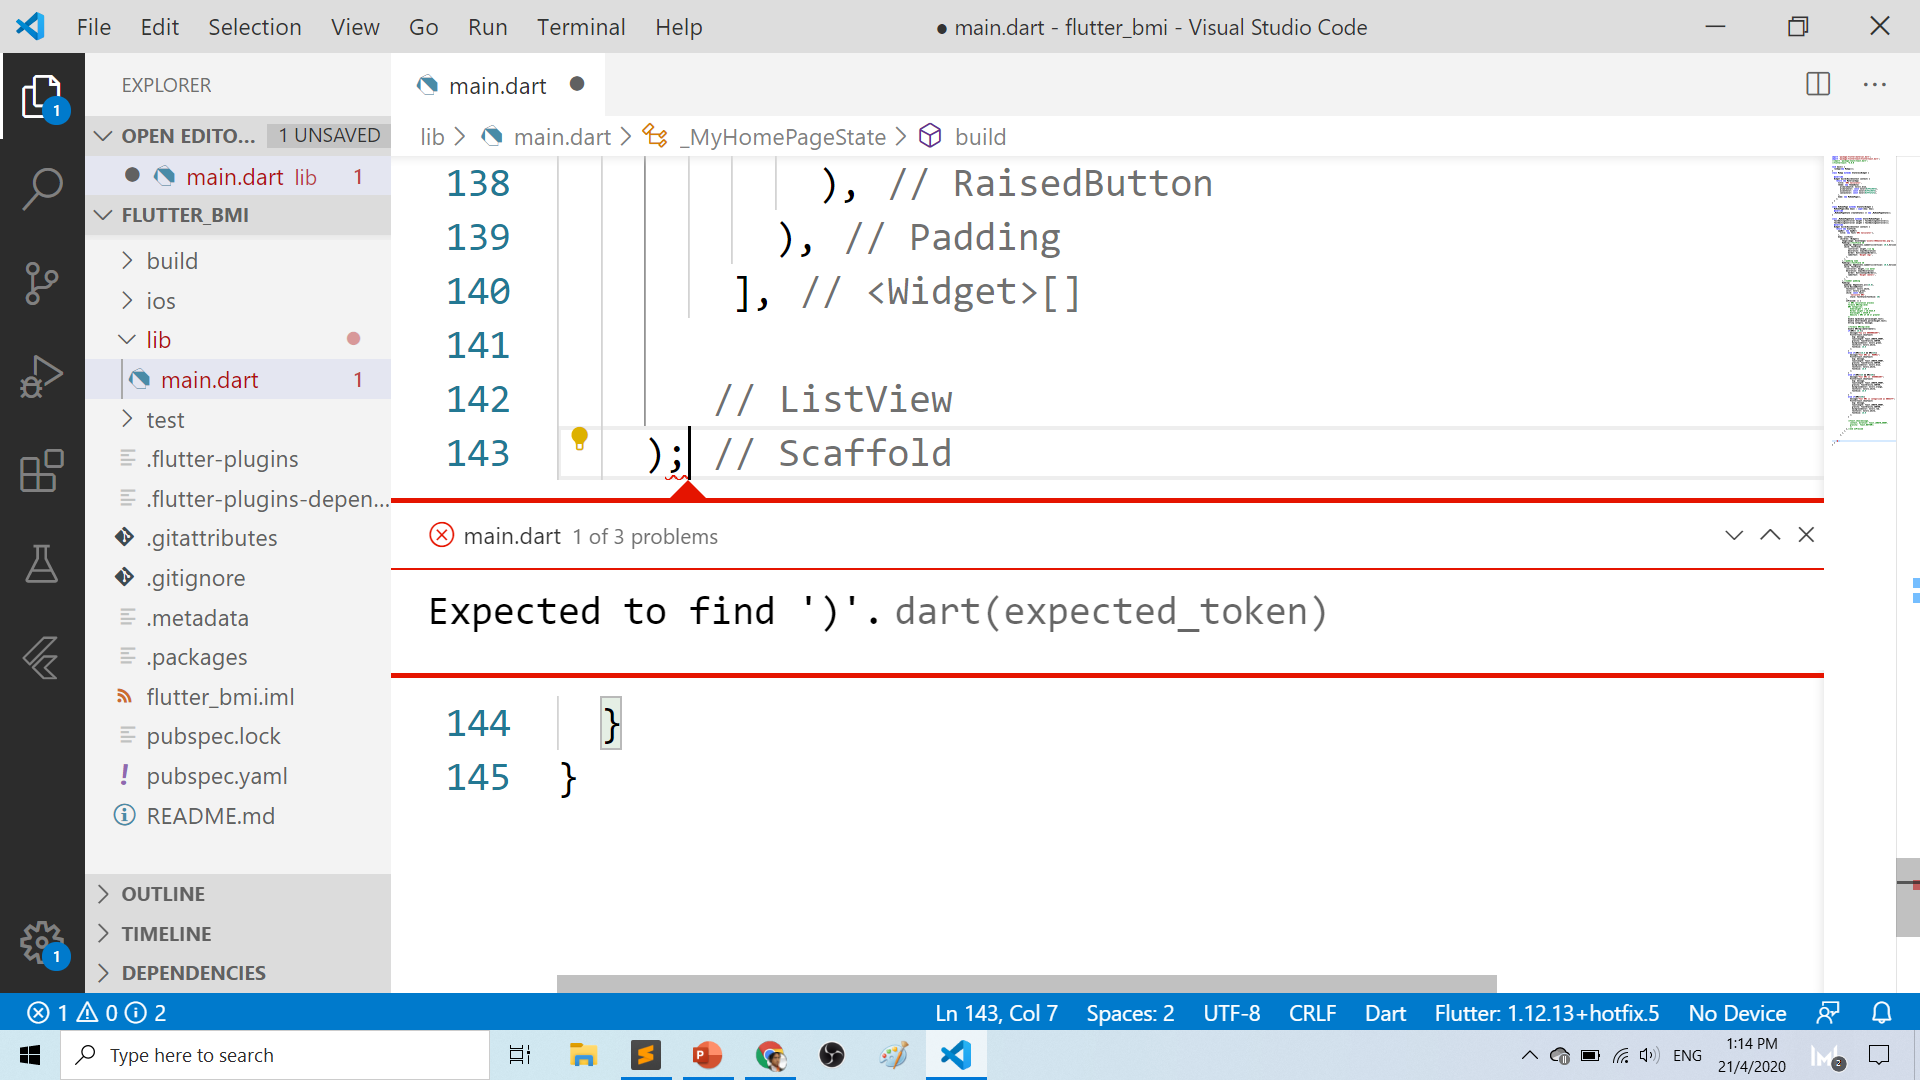 File Edit Selection View Go Run Terminal Help
● main.dart - flutter_bmi - Visual Studio Code
EXPLORER
OPEN EDITO... 1 UNSAVED
main.dart lib 1
FLUTTER_BMI
build
ios
lib
main.dart 1
test
.flutter-plugins
.flutter-plugins-depen...
.gitattributes
.gitignore
.metadata
.packages
flutter_bmi.iml
pubspec.lock
pubspec.yaml
README.md
OUTLINE
TIMELINE
DEPENDENCIES
1
1
main.dart
lib > main.dart > _MyHomePageState > build
138 ), // RaisedButton
139 ), // Padding
140 ], // <Widget>[]
141
142 // ListView
143 ); // Scaffold
main.dart 1 of 3 problems
Expected to find ')'. dart(expected_token)
144 }
145 }
1 0 2
Ln 143, Col 7 Spaces: 2 UTF-8 CRLF Dart Flutter: 1.12.13+hotfix.5 No Device
Type here to search
ENG
1:14 PM
21/4/2020
2